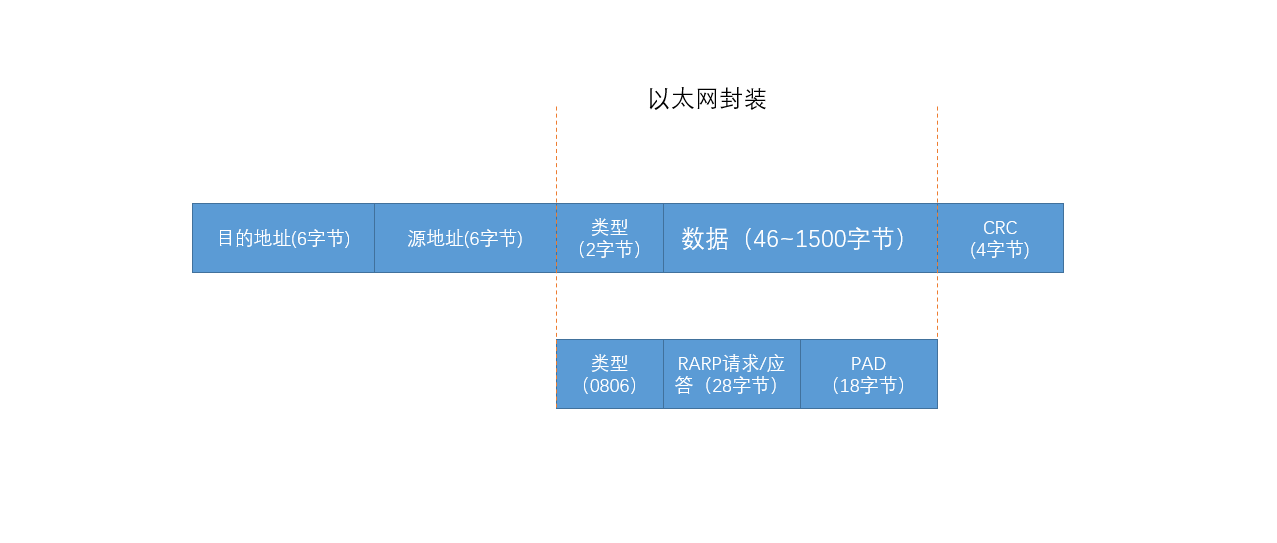 以太网封装
目的地址(6字节)
源地址(6字节)
类型
（2字节）
数据（46~1500字节）
CRC
(4字节)
类型
（0806）
RARP请求/应
答（28字节）
PAD
（18字节）